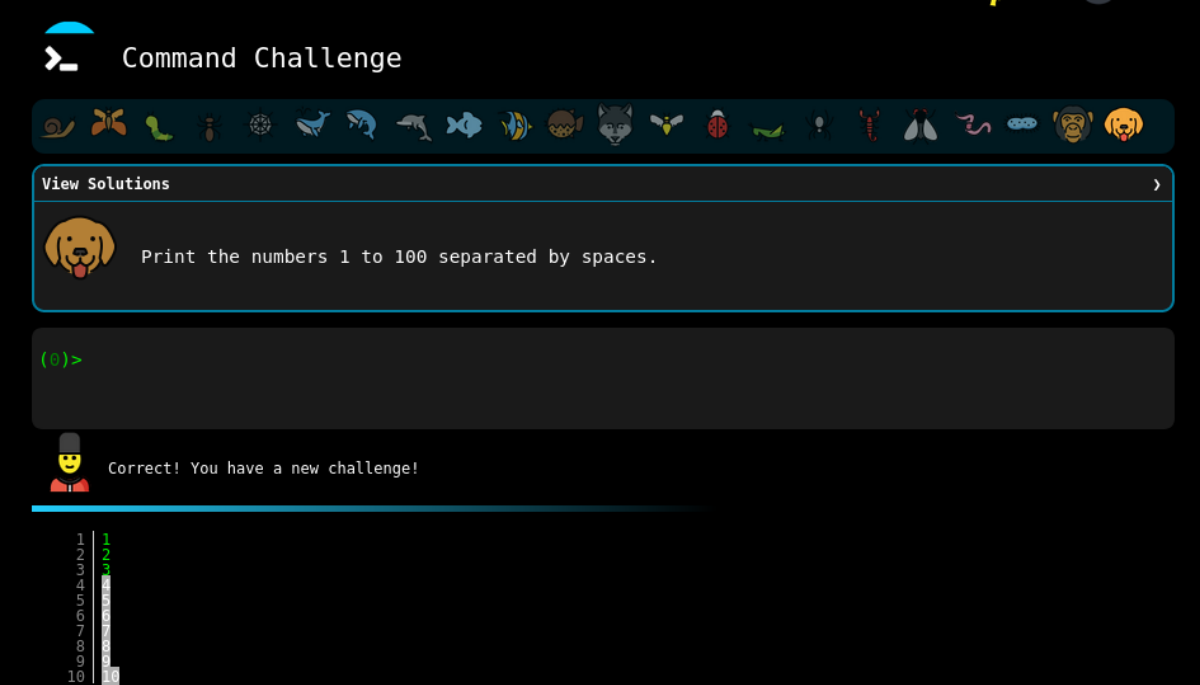 Command Challenge
View Solutions ❯
Print the numbers 1 to 100 separated by spaces.
(0)>
Correct! You have a new challenge!
1 1
2 2
3 3
4 4
5 5
6 6
7 7
8 8
9 9
10 10